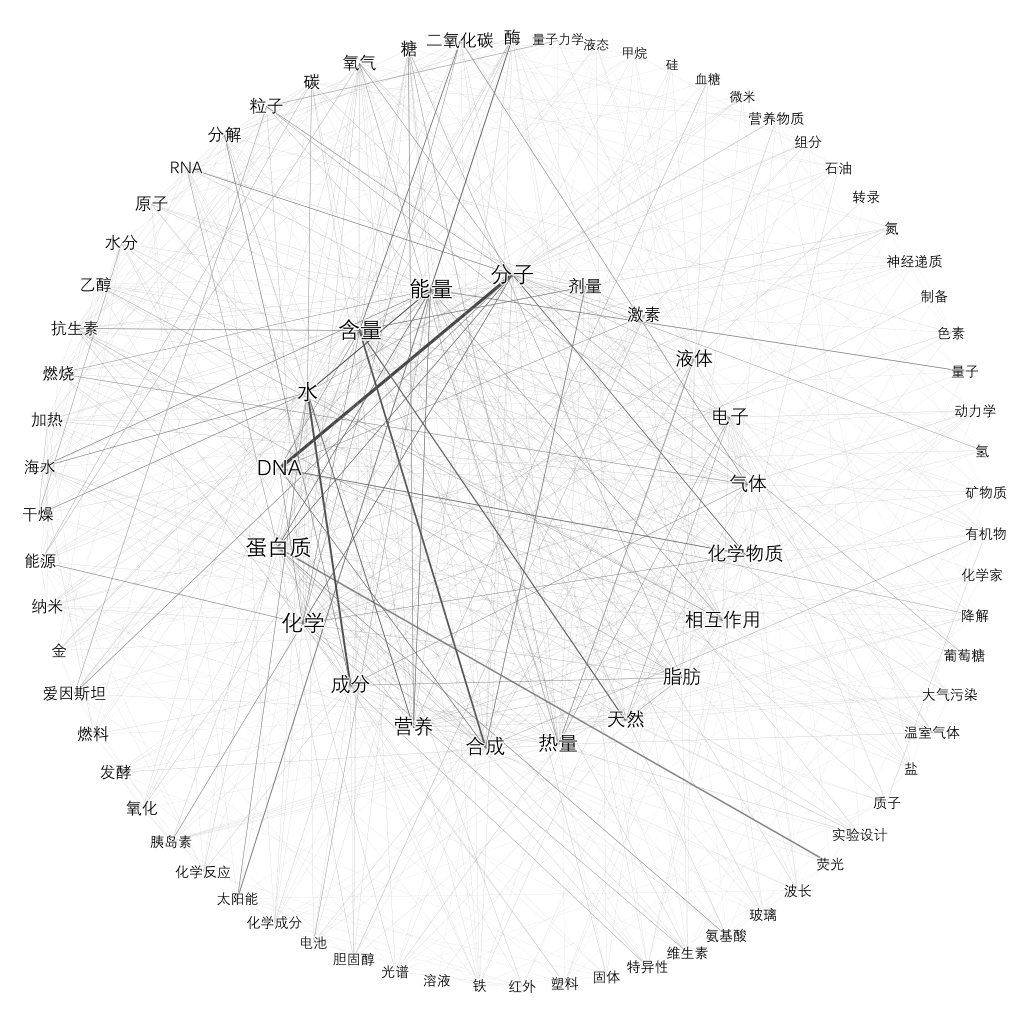 酶
量子力学
液态
甲烷
硅
血糖
微米
营养物质
组分
石油
转录
氮
神经递质
制备
色素
量子
动力学
氢
矿物质
有机物
化学家
降解
葡萄糖
大气污染
温室气体
盐
质子
实验设计
荧光
波长
玻璃
氨基酸
维生素
特异性
固体
塑料
红外
铁
溶液
光谱
胆固醇
电池
化学成分
太阳能
化学反应
胰岛素
氧化
发酵
燃料
爱因斯坦
金
纳米
能源
干燥
海水
加热
燃烧
抗生素
乙醇
水分
原子
RNA
分解
粒子
碳
氧气
糖
二氧化碳
分子
剂量
激素
液体
电子
气体
化学物质
相互作用
脂肪
天然
热量
合成
营养
成分
化学
蛋白质
DNA
水
含量
能量